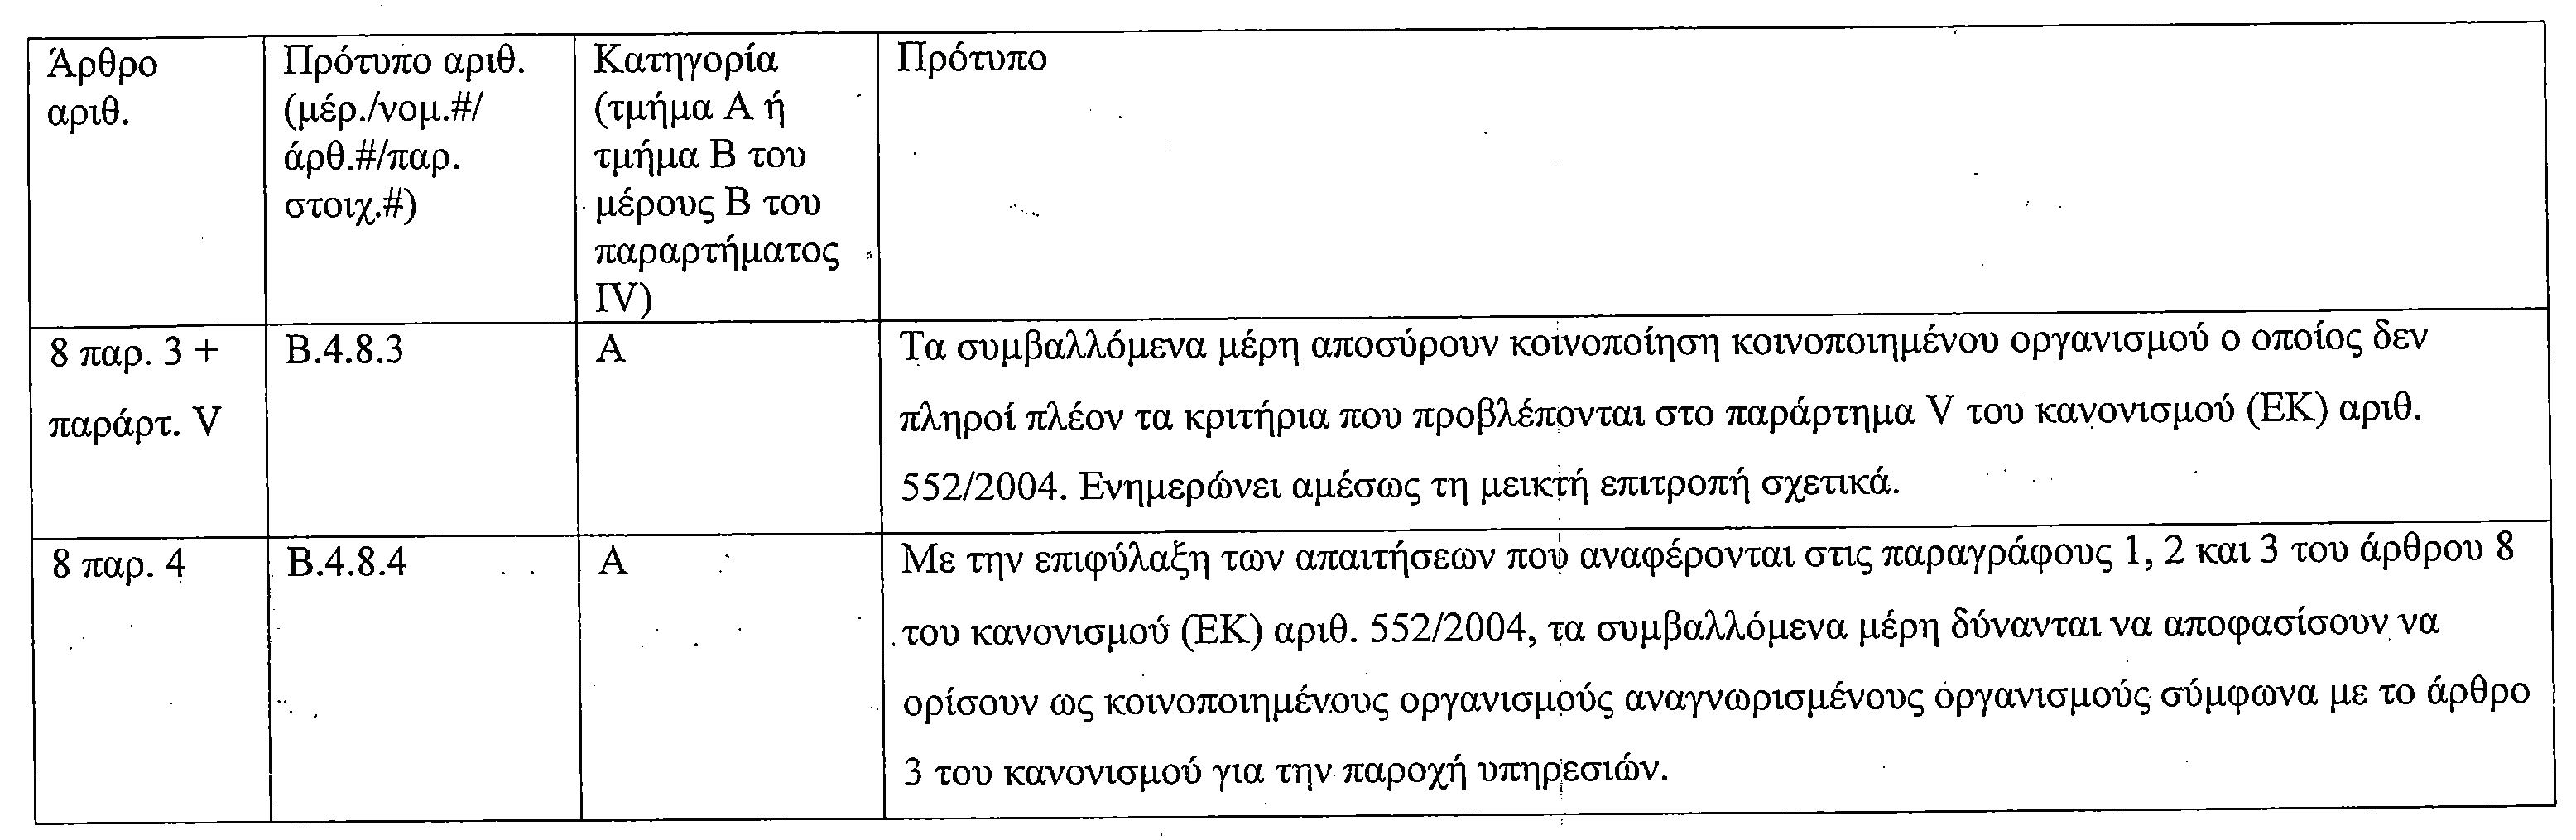 Άρθρο
αριθ.
Πρότυπο αριθ.
(μέρ./νομ.#/
άρθ.#/παρ.
στοιχ.#)
Κατηγορία
(τμήμα Α ή
τμήμα Β του
μέρους Β του
παραρτήματος
IV)
Πρότυπο
8 παρ. 3 +
παράρτ. V
Β.4.8.3
Α
Τα συμβαλλόμενα μέρη αποσύρουν κοινοποίηση κοινοποιημένου οργανισμού ο οποίος δεν
πληροί πλέον τα κριτήρια που προβλέπονται στο παράρτημα V του κανονισμού (ΕΚ) αριθ.
552/2004. Ενημερώνει αμέσως τη μεικτή επιτροπή σχετικά.
8 παρ. 4
Β.4.8.4
Α
Με την επιφύλαξη των απαιτήσεων που αναφέρονται στις παραγράφους 1, 2 και 3 του άρθρου 8
του κανονισμού (ΕΚ) αριθ. 552/2004, τα συμβαλλόμενα μέρη δύνανται να αποφασίσουν να
ορίσουν ως κοινοποιημένους οργανισμούς αναγνωρισμένους οργανισμούς σύμφωνα με το άρθρο
3 του κανονισμού για την παροχή υπηρεσιών.